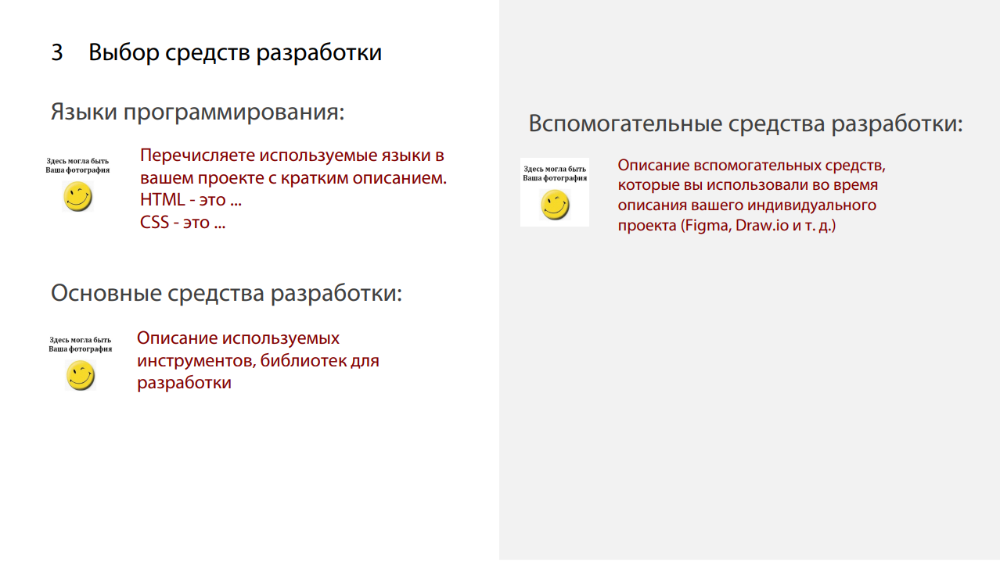 3 Выбор средств разработки
Языки программирования:
Здесь могла быть
Ваша фотография
Перечисляете используемые языки в
вашем проекте с кратким описанием.
HTML - это ...
CSS - это ...
Основные средства разработки:
Здесь могла быть
Ваша фотография
Описание используемых
инструментов, библиотек для
разработки
Вспомогательные средства разработки:
Здесь могла быть
Ваша фотография
Описание вспомогательных средств,
которые вы использовали во время
описания вашего индивидуального
проекта (Figma, Draw.io и т. д.)